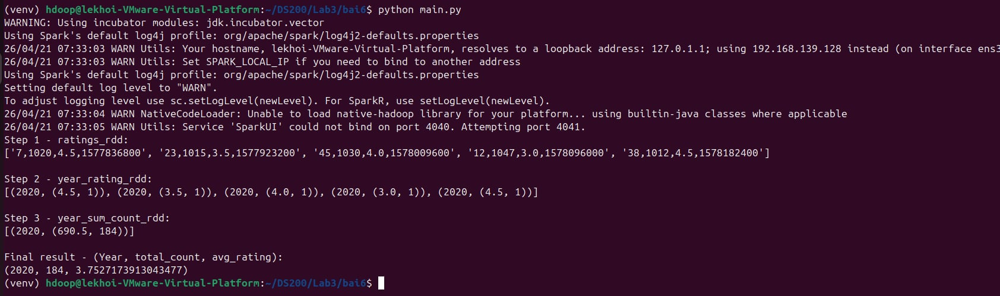 (venv) hdoop@lekhoi-VMware-Virtual-Platform:~/DS200/Lab3/bai6$ python main.py
WARNING: Using incubator modules: jdk.incubator.vector
Using Spark's default log4j profile: org/apache/spark/log4j2-defaults.properties
26/04/21 07:33:03 WARN Utils: Your hostname, lekhoi-VMware-Virtual-Platform, resolves to a loopback address: 127.0.1.1; using 192.168.139.128 instead (on interface ens3
26/04/21 07:33:03 WARN Utils: Set SPARK_LOCAL_IP if you need to bind to another address
Using Spark's default log4j profile: org/apache/spark/log4j2-defaults.properties
Setting default log level to "WARN".
To adjust logging level use sc.setLogLevel(newLevel). For SparkR, use setLogLevel(newLevel).
26/04/21 07:33:04 WARN NativeCodeLoader: Unable to load native-hadoop library for your platform... using builtin-java classes where applicable
26/04/21 07:33:05 WARN Utils: Service 'SparkUI' could not bind on port 4040. Attempting port 4041.
Step 1 - ratings_rdd:
['7,1020,4.5,1577836800', '23,1015,3.5,1577923200', '45,1030,4.0,1578009600', '12,1047,3.0,1578096000', '38,1012,4.5,1578182400']
Step 2 - year_rating_rdd:
[(2020, (4.5, 1)), (2020, (3.5, 1)), (2020, (4.0, 1)), (2020, (3.0, 1)), (2020, (4.5, 1))]
Step 3 - year_sum_count_rdd:
[(2020, (690.5, 184))]
Final result - (Year, total_count, avg_rating):
(2020, 184, 3.7527173913043477)
(venv) hdoop@lekhoi-VMware-Virtual-Platform:~/DS200/Lab3/bai6$